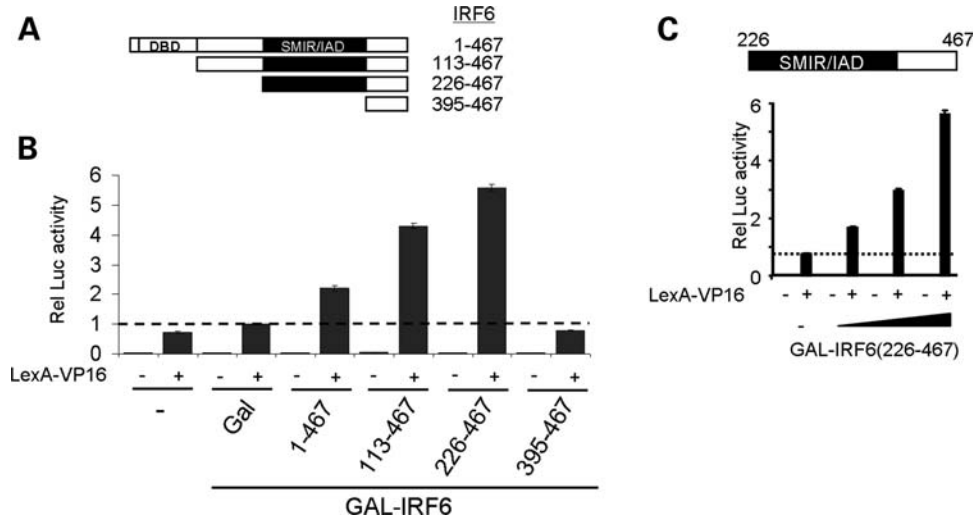 A
IRF6
DBD SMIR/IAD 1-467
113-467
226-467
395-467
B
Rel Luc activity
6
5
4
3
2
1
0
LexA-VP16 - + - + - + - + - + - +
- Gal 1-467 113-467 226-467 395-467
GAL-IRF6
C
226 467
SMIR/IAD
Rel Luc activity
6
4
2
0
LexA-VP16 - + - + - + - +
-
GAL-IRF6(226-467)